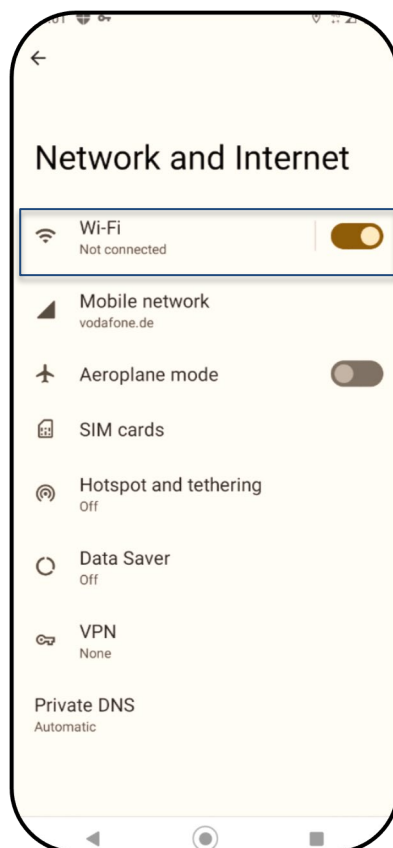 Network and Internet
Wi-Fi
Not connected
Mobile network
vodafone.de
Aeroplane mode
SIM cards
Hotspot and tethering
Off
Data Saver
Off
VPN
None
Private DNS
Automatic